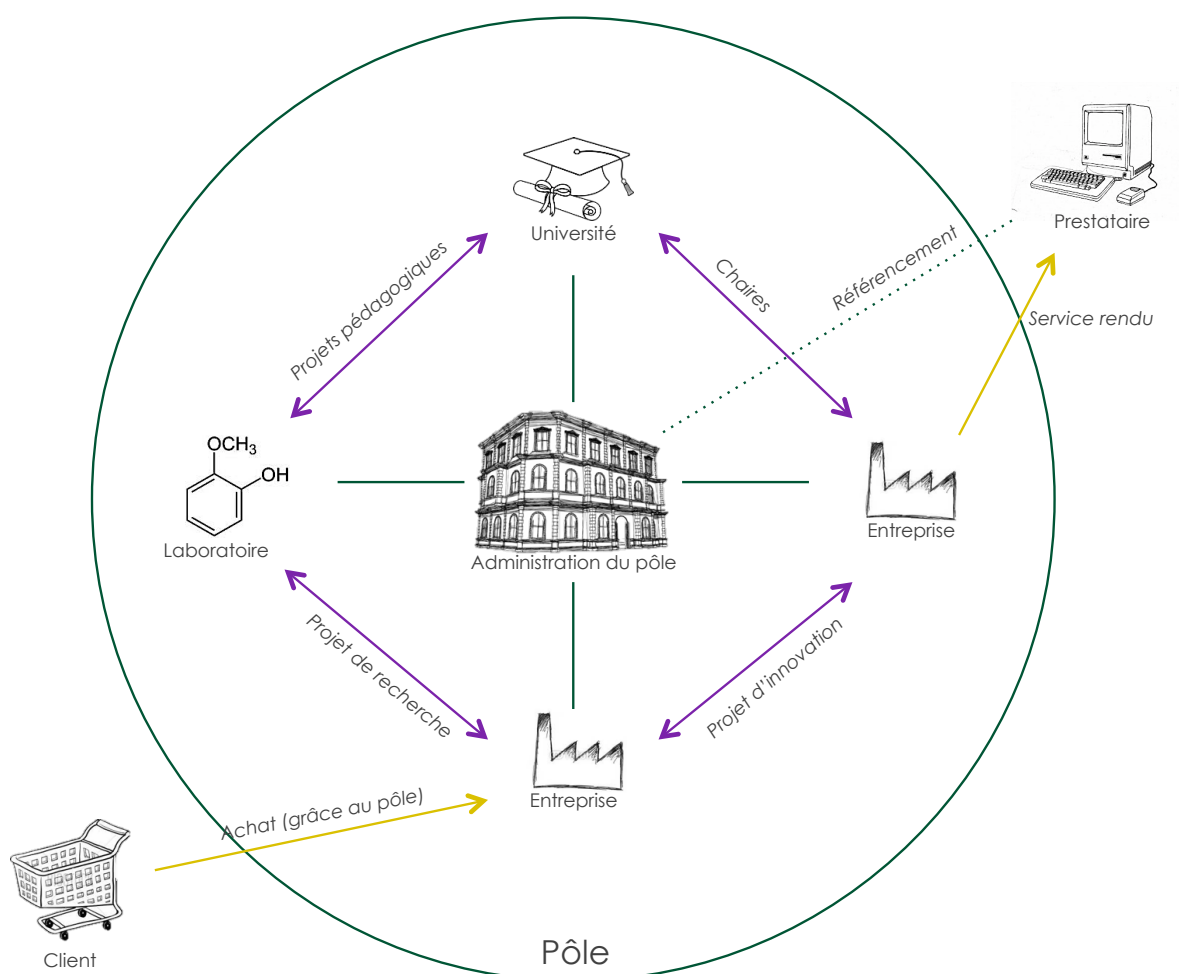 Université
Prestataire
Projets pédagogiques
Chaires
Référencement
Service rendu
OCH3
OH
Laboratoire
Administration du pôle
Entreprise
Projet de recherche
Projet d'innovation
Entreprise
Achat (grâce au pôle)
Client
Pôle